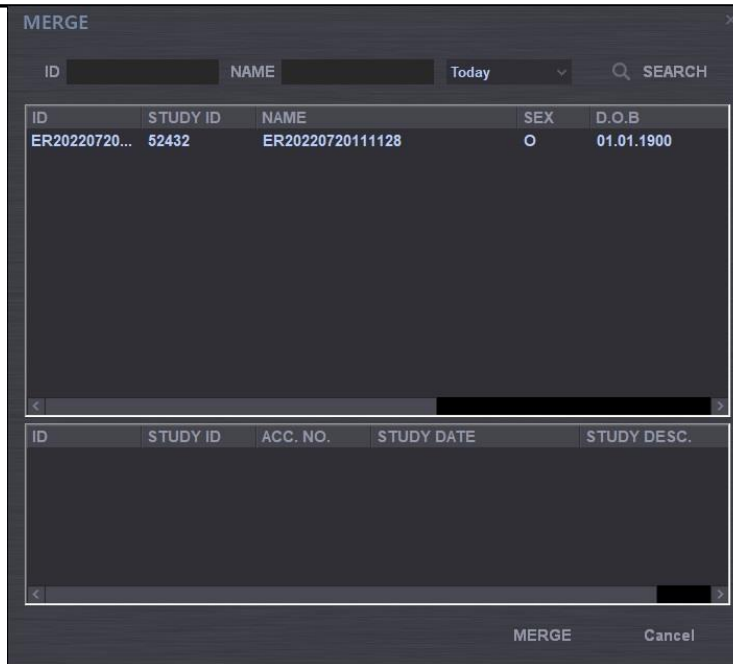 MERGE
ID NAME Today SEARCH
ID STUDY ID NAME SEX D.O.B
ER20220720... 52432 ER20220720111128 O 01.01.1900
ID STUDY ID ACC. NO. STUDY DATE STUDY DESC.
MERGE Cancel